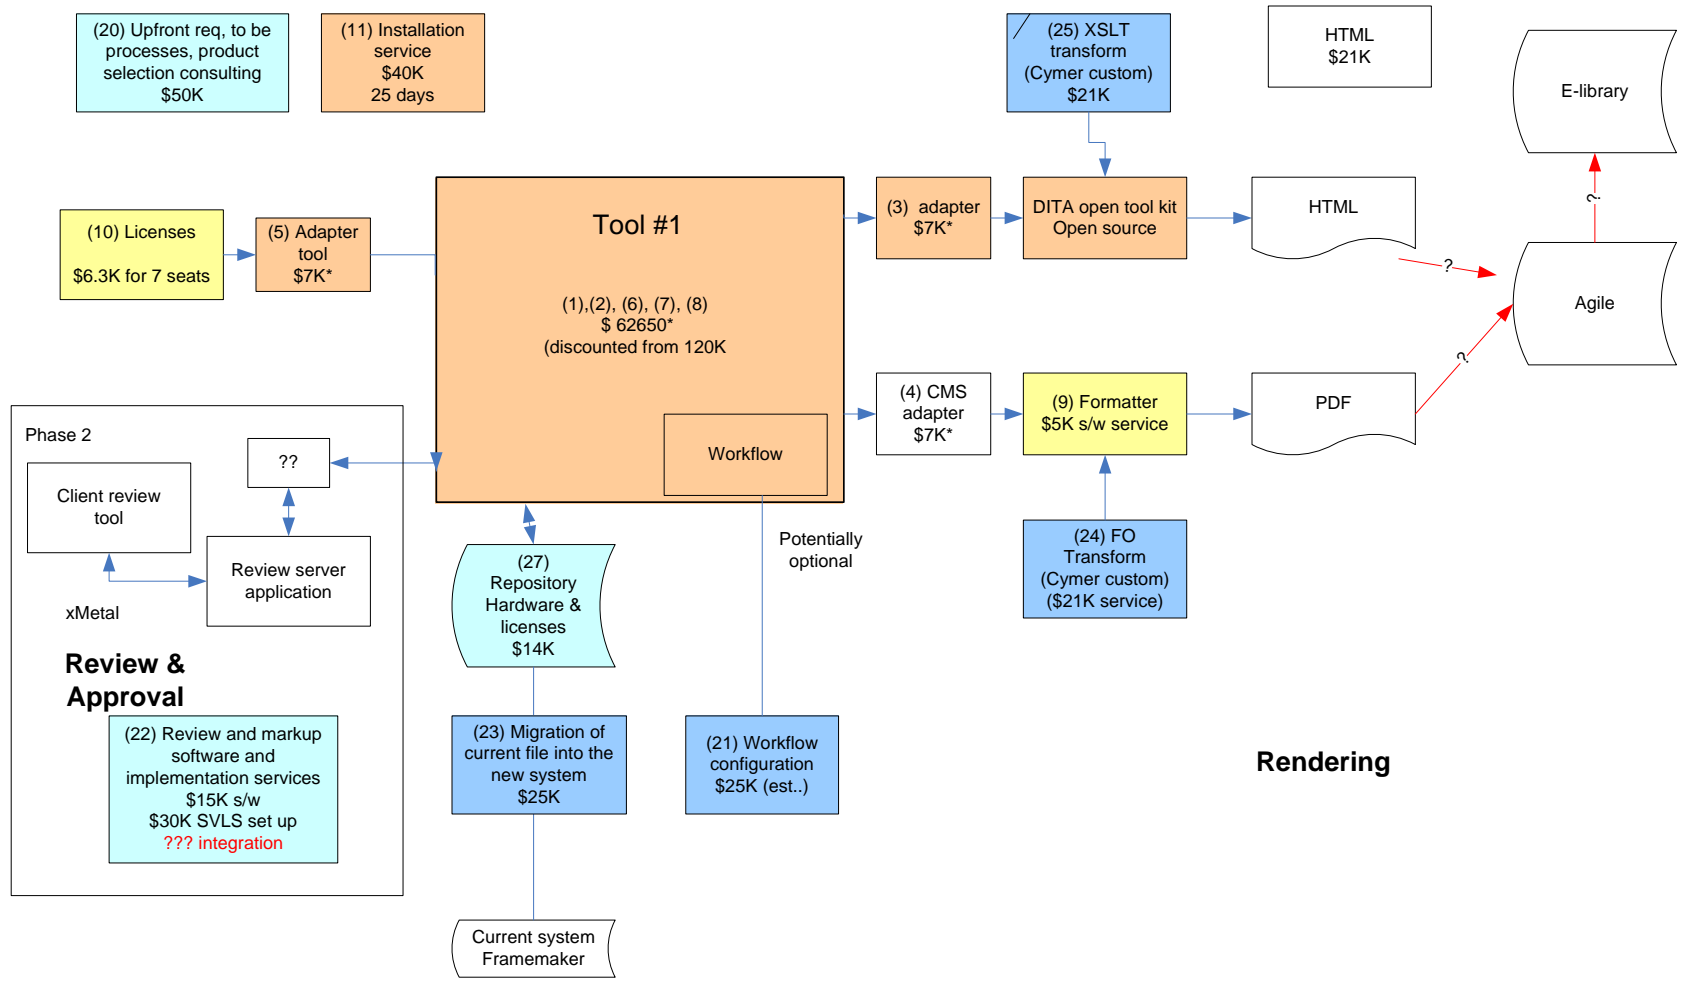 (20) Upfront req, to be
processes, product
selection consulting
$50K
(11) Installation
service
$40K
25 days
(25) XSLT
transform
(Cymer custom)
$21K
HTML
$21K
E-library
(10) Licenses
$6.3K for 7 seats
(5) Adapter
tool
$7K*
Tool #1
(1),(2), (6), (7), (8)
$ 62650*
(discounted from 120K
Workflow
(3) adapter
$7K*
DITA open tool kit
Open source
HTML
?
?
Agile
(4) CMS
adapter
$7K*
(9) Formatter
$5K s/w service
PDF
?
Phase 2
??
Client review
tool
Review server
application
xMetal
Review &
Approval
(22) Review and markup
software and
implementation services
$15K s/w
$30K SVLS set up
??? integration
(27)
Repository
Hardware &
licenses
$14K
Potentially
optional
(24) FO
Transform
(Cymer custom)
($21K service)
(23) Migration of
current file into the
new system
$25K
(21) Workflow
configuration
$25K (est..)
Rendering
Current system
Framemaker